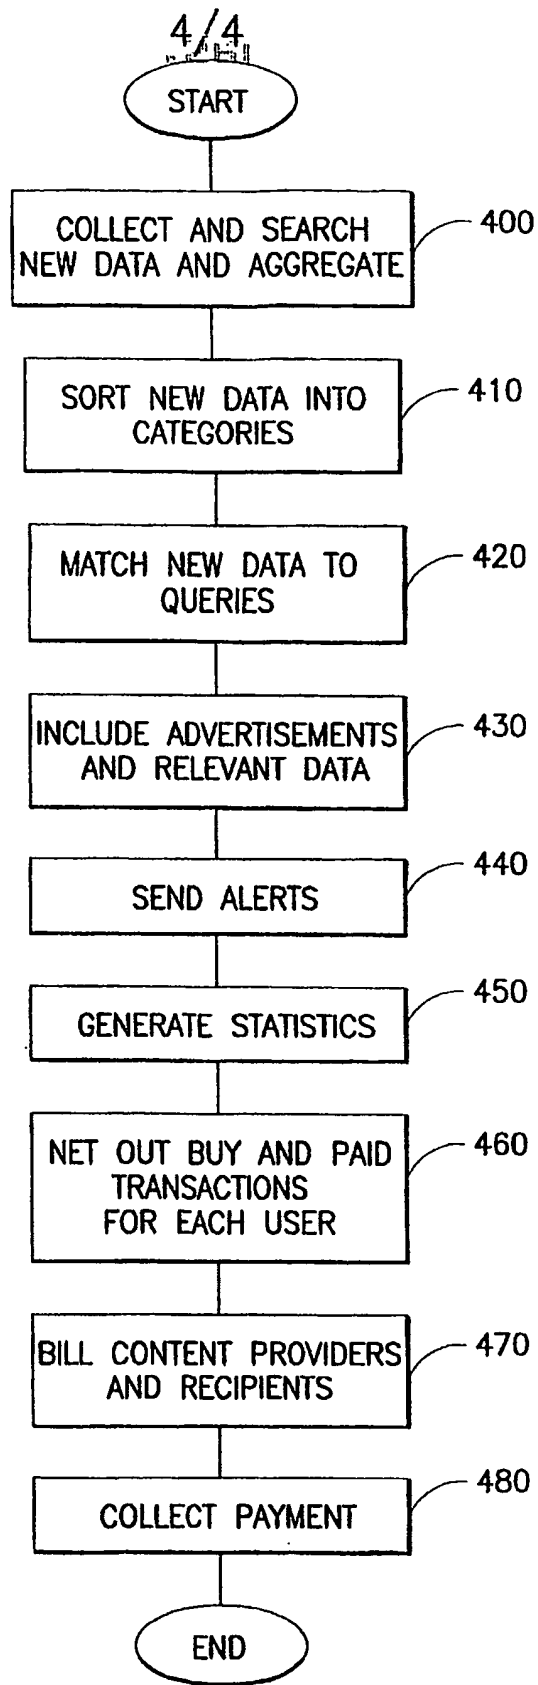 4/4
START
COLLECT AND SEARCH
NEW DATA AND AGGREGATE
400
SORT NEW DATA INTO
CATEGORIES
410
MATCH NEW DATA TO
QUERIES
420
INCLUDE ADVERTISEMENTS
AND RELEVANT DATA
430
SEND ALERTS
440
GENERATE STATISTICS
450
NET OUT BUY AND PAID
TRANSACTIONS
FOR EACH USER
460
BILL CONTENT PROVIDERS
AND RECIPIENTS
470
COLLECT PAYMENT
480
END